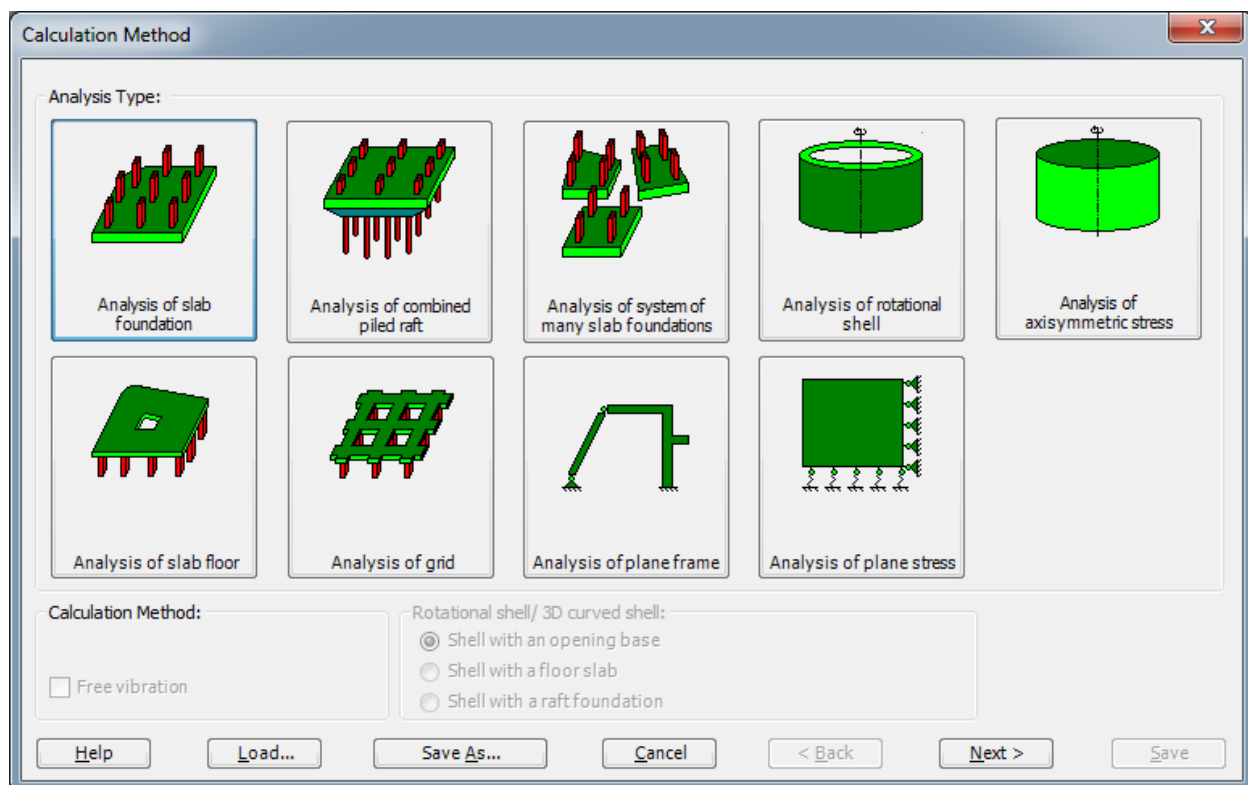 Calculation Method
x
Analysis Type:
Analysis of slab
foundation
Analysis of combined
piled raft
Analysis of system of
many slab foundations
Analysis of rotational
shell
Analysis of
axisymmetric stress
Analysis of slab floor
Analysis of grid
Analysis of plane frame
Analysis of plane stress
Calculation Method:
Free vibration
Rotational shell/ 3D curved shell:
Shell with an opening base
Shell with a floor slab
Shell with a raft foundation
Help
Load...
Save As...
Cancel
< Back
Next >
Save